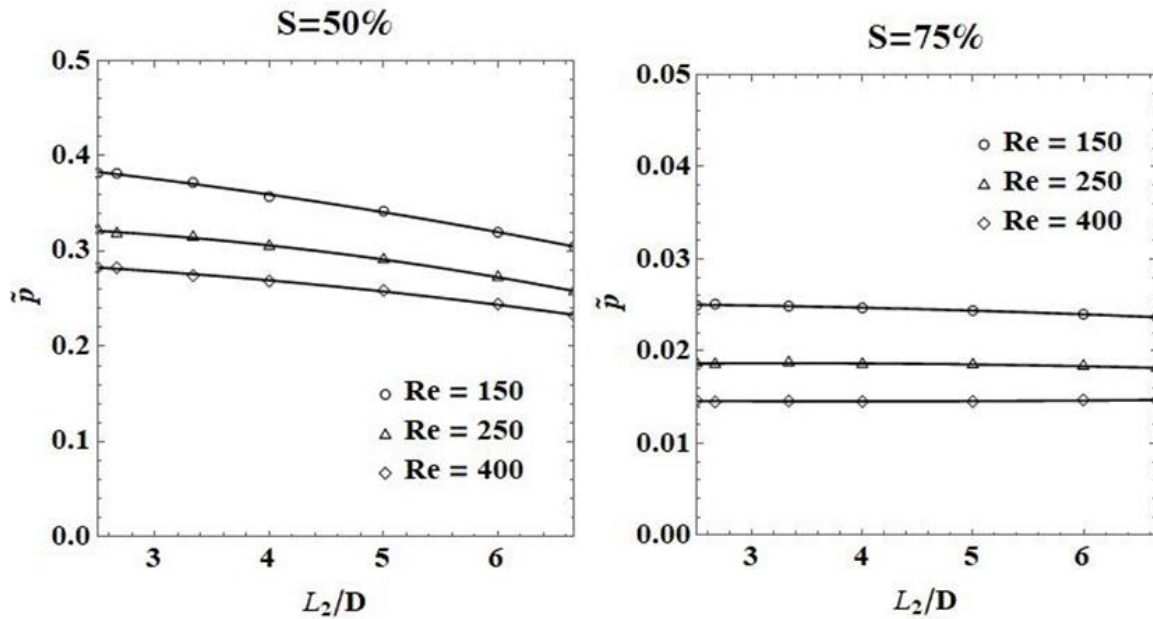 S=50%
0.5
0.4
0.3
0.2
0.1
0.0
p̃
Re = 150
Re = 250
Re = 400
3 4 5 6
L₂/D
S=75%
0.05
0.04
0.03
0.02
0.01
0.00
p̃
Re = 150
Re = 250
Re = 400
3 4 5 6
L₂/D